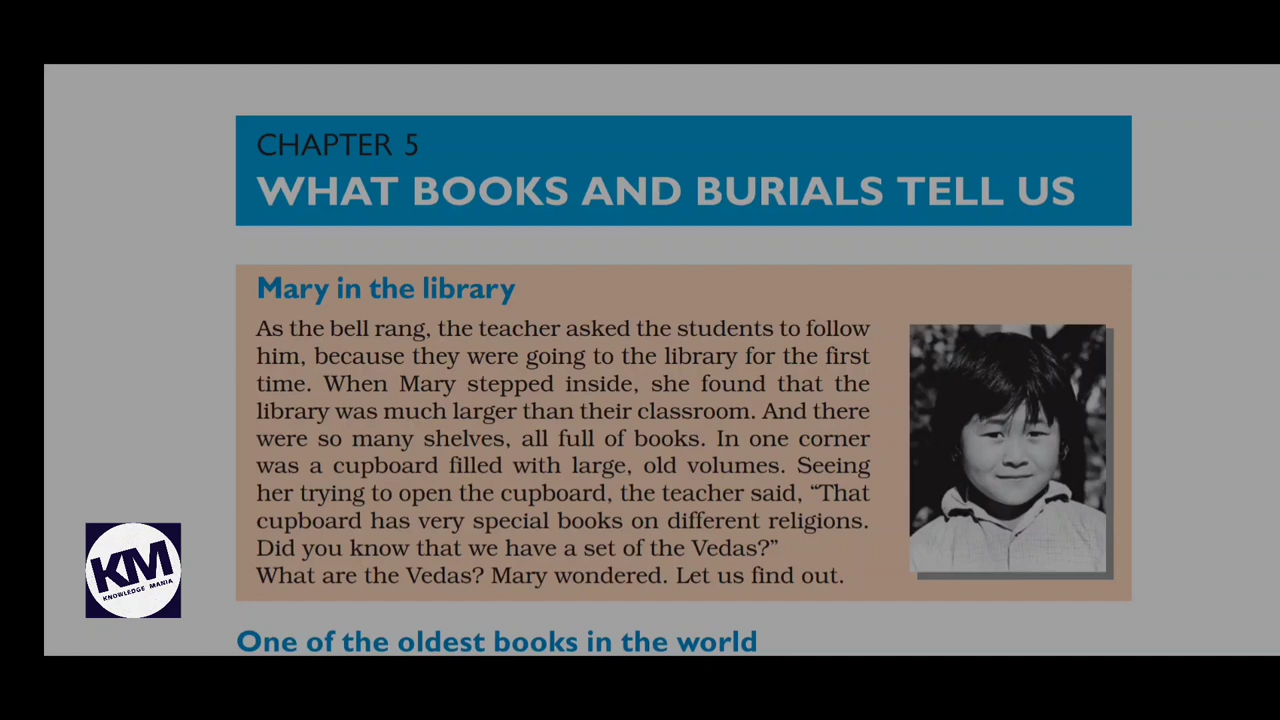 CHAPTER 5
WHAT BOOKS AND BURIALS TELL US
Mary in the library
As the bell rang, the teacher asked the students to follow
him, because they were going to the library for the first
time. When Mary stepped inside, she found that the
library was much larger than their classroom. And there
were so many shelves, all full of books. In one corner
was a cupboard filled with large, old volumes. Seeing
her trying to open the cupboard, the teacher said, “That
cupboard has very special books on different religions.
Did you know that we have a set of the Vedas?”
What are the Vedas? Mary wondered. Let us find out.
KM
KNOWLEDGE MANIA
One of the oldest books in the world